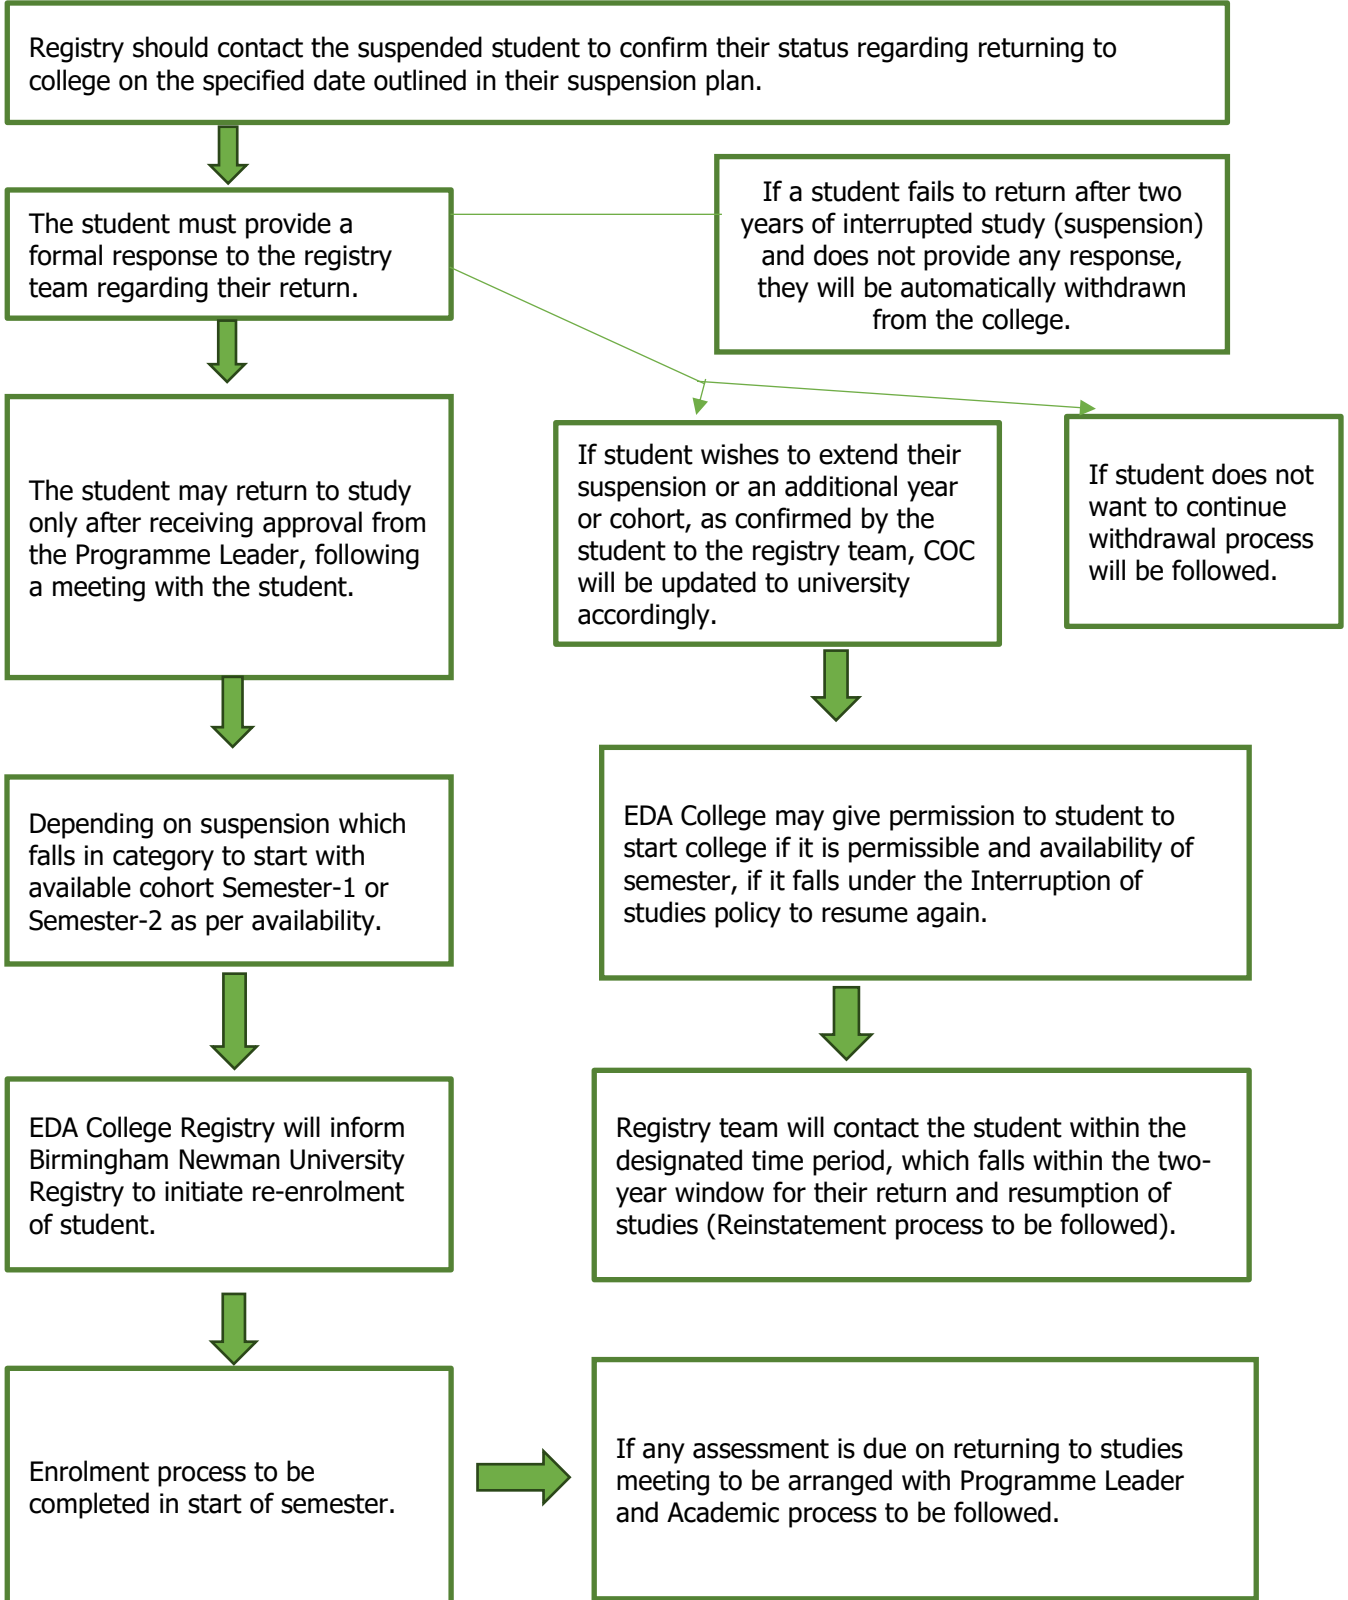 Registry should contact the suspended student to confirm their status regarding returning to
college on the specified date outlined in their suspension plan.
The student must provide a
formal response to the registry
team regarding their return.
If a student fails to return after two
years of interrupted study (suspension)
and does not provide any response,
they will be automatically withdrawn
from the college.
The student may return to study
only after receiving approval from
the Programme Leader, following
a meeting with the student.
If student wishes to extend their
suspension or an additional year
or cohort, as confirmed by the
student to the registry team, COC
will be updated to university
accordingly.
If student does not
want to continue
withdrawal process
will be followed.
Depending on suspension which
falls in category to start with
available cohort Semester-1 or
Semester-2 as per availability.
EDA College may give permission to student to
start college if it is permissible and availability of
semester, if it falls under the Interruption of
studies policy to resume again.
EDA College Registry will inform
Birmingham Newman University
Registry to initiate re-enrolment
of student.
Registry team will contact the student within the
designated time period, which falls within the two-
year window for their return and resumption of
studies (Reinstatement process to be followed).
Enrolment process to be
completed in start of semester.
If any assessment is due on returning to studies
meeting to be arranged with Programme Leader
and Academic process to be followed.